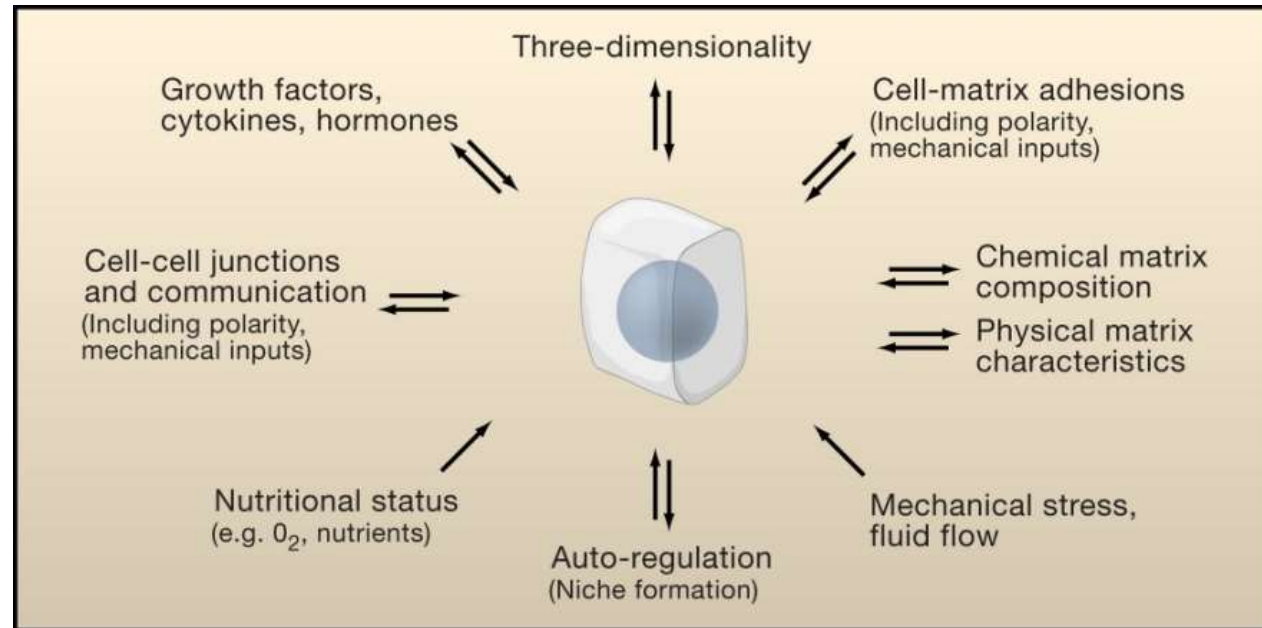 Three-dimensionality
Growth factors,
cytokines, hormones
Cell-matrix adhesions
(Including polarity,
mechanical inputs)
Cell-cell junctions
and communication
(Including polarity,
mechanical inputs)
Chemical matrix
composition
Physical matrix
characteristics
Nutritional status
(e.g. 0₂, nutrients)
Mechanical stress,
fluid flow
Auto-regulation
(Niche formation)